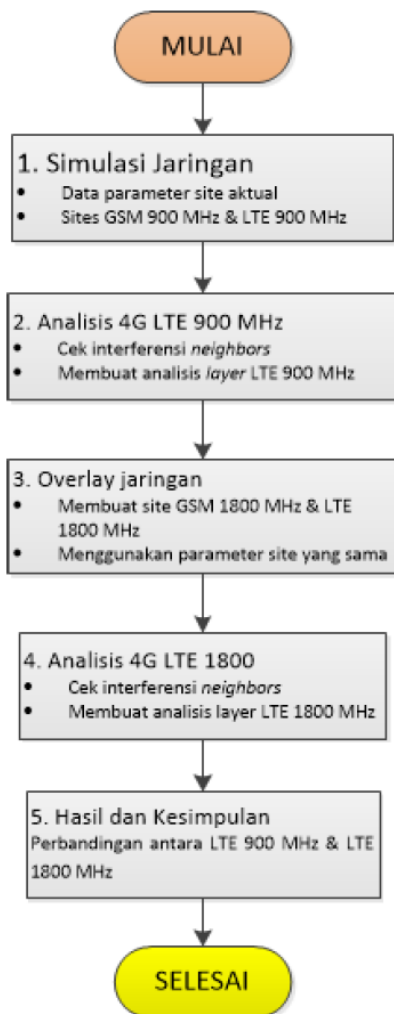 MULAI
1. Simulasi Jaringan
• Data parameter site aktual
• Sites GSM 900 MHz & LTE 900 MHz
2. Analisis 4G LTE 900 MHz
• Cek interferensi neighbors
• Membuat analisis layer LTE 900 MHz
3. Overlay jaringan
• Membuat site GSM 1800 MHz & LTE
1800 MHz
• Menggunakan parameter site yang sama
4. Analisis 4G LTE 1800
• Cek interferensi neighbors
• Membuat analisis layer LTE 1800 MHz
5. Hasil dan Kesimpulan
Perbandingan antara LTE 900 MHz & LTE
1800 MHz
SELESAI